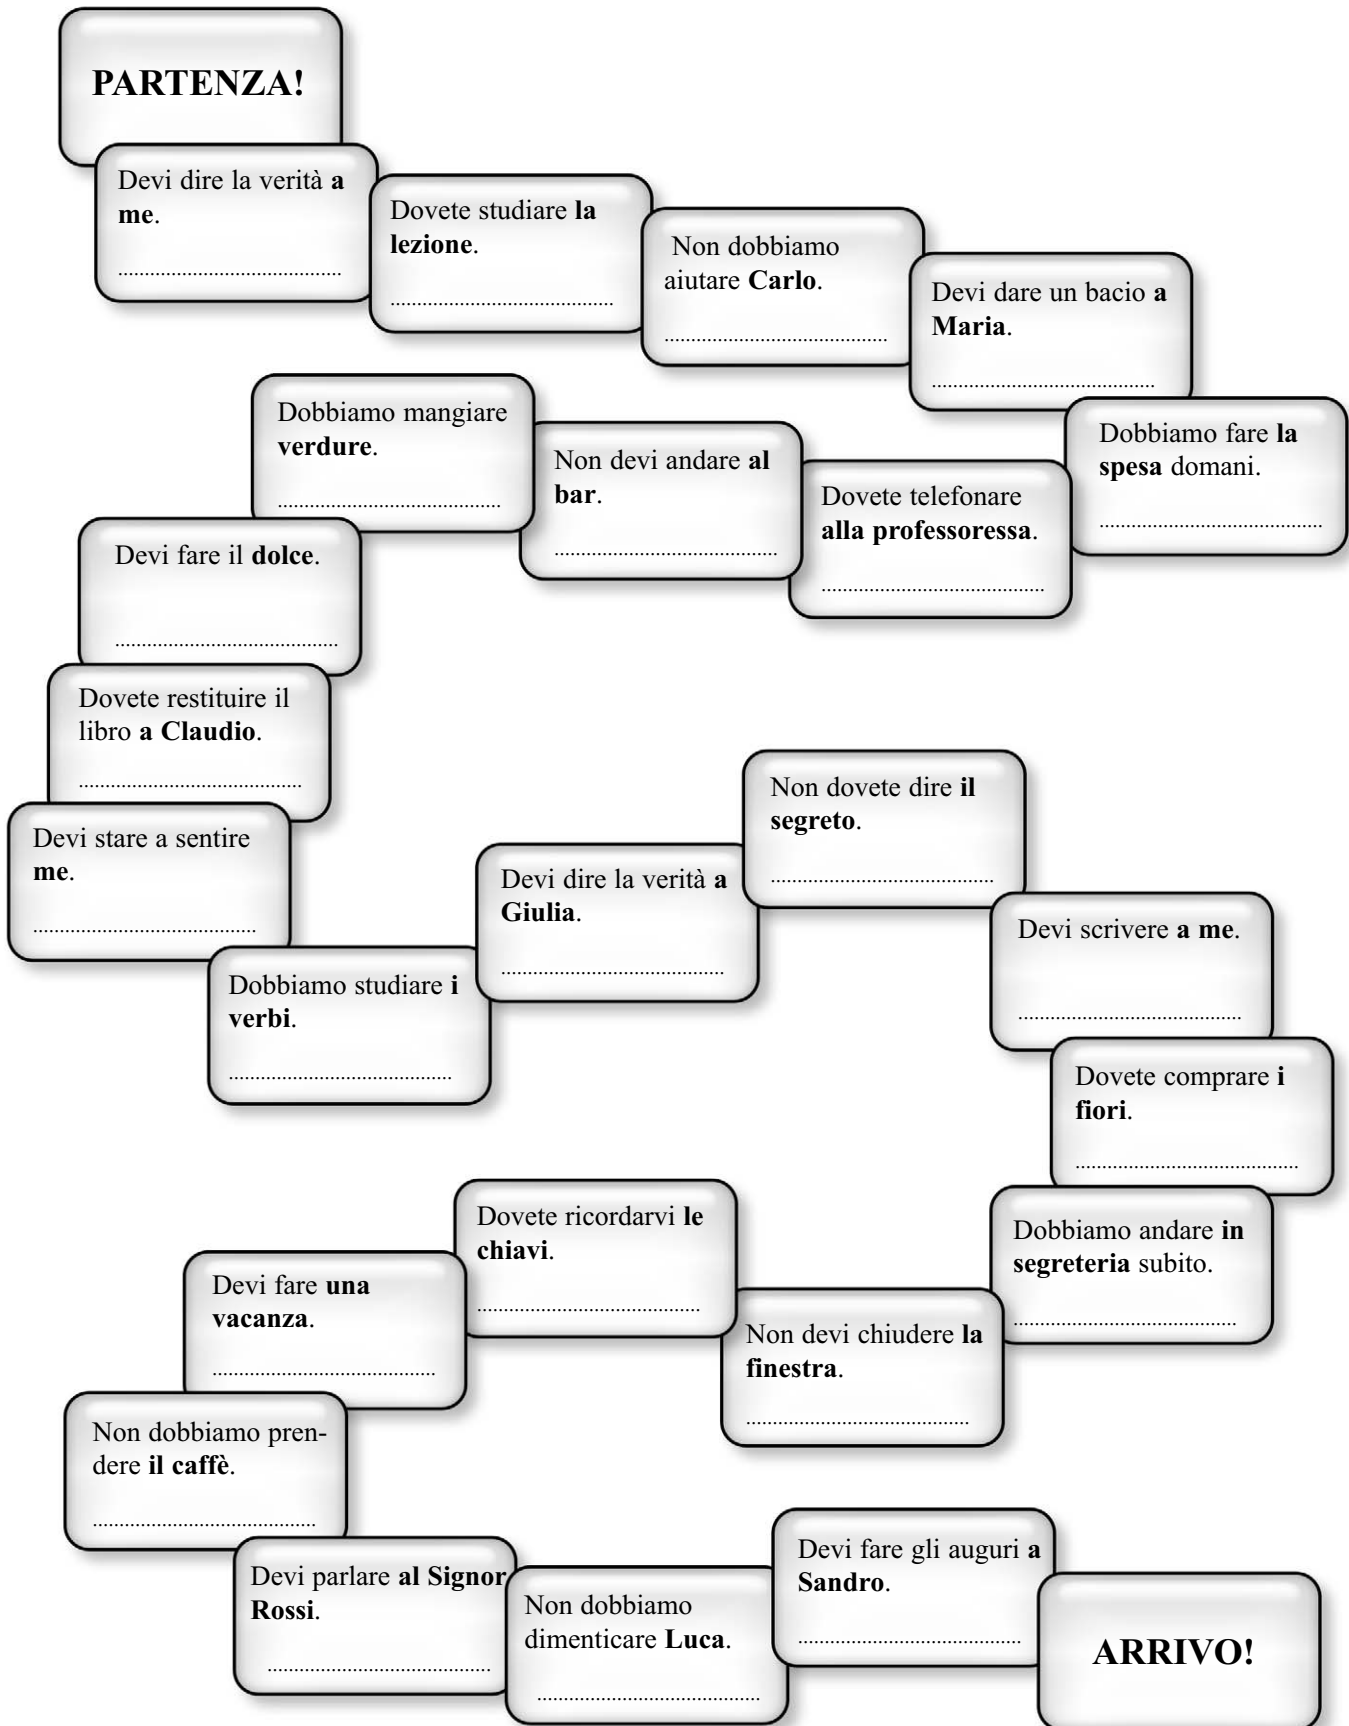 PARTENZA!
Devi dire la verità a
me.
.........................................
Dovete studiare la
lezione.
.........................................
Non dobbiamo
aiutare Carlo.
.........................................
Devi dare un bacio a
Maria.
.........................................
Dobbiamo fare la
spesa domani.
.........................................
Dovete telefonare
alla professoressa.
.........................................
Non devi andare al
bar.
.........................................
Dobbiamo mangiare
verdure.
.........................................
Devi fare il dolce.
.........................................
Dovete restituire il
libro a Claudio.
.........................................
Devi stare a sentire
me.
.........................................
Dobbiamo studiare i
verbi.
.........................................
Devi dire la verità a
Giulia.
.........................................
Non dovete dire il
segreto.
.........................................
Devi scrivere a me.
.........................................
Dovete comprare i
fiori.
.........................................
Dobbiamo andare in
segreteria subito.
.........................................
Non devi chiudere la
finestra.
.........................................
Dovete ricordarvi le
chiavi.
.........................................
Devi fare una
vacanza.
.........................................
Non dobbiamo pren-
dere il caffè.
.........................................
Devi parlare al Signor
Rossi.
.........................................
Non dobbiamo
dimenticare Luca.
.........................................
Devi fare gli auguri a
Sandro.
.........................................
ARRIVO!